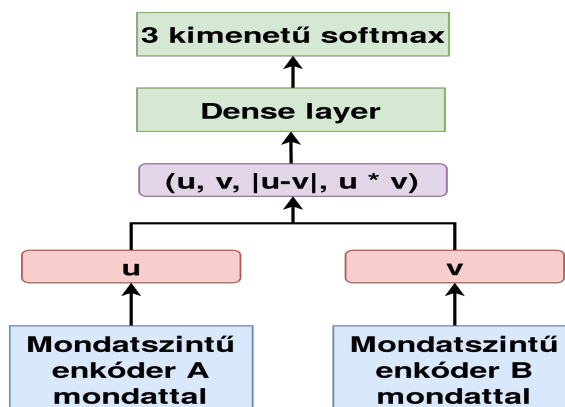 3 kimenetű softmax
Dense layer
(u, v, |u-v|, u * v)
u
v
Mondatszintű
enkóder A
mondattal
Mondatszintű
enkóder B
mondattal